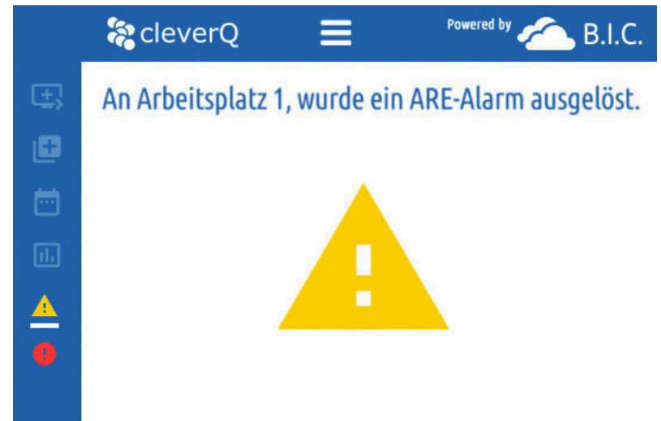 cleverQ
Powered by B.I.C.
An Arbeitsplatz 1, wurde ein ARE-Alarm ausgelöst.